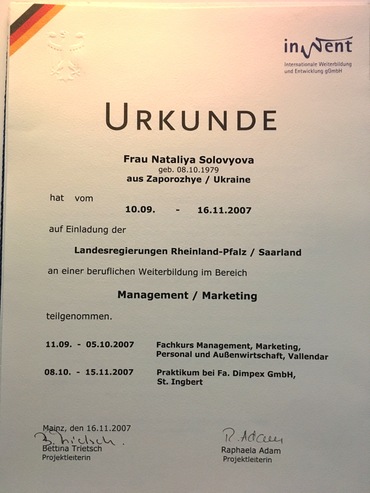 inWent
Internationale Weiterbildung
und Entwicklung gGmbH
URKUNDE
Frau Nataliya Solovyova
geb. 08.10.1979
aus Zaporozhye / Ukraine
hat vom
10.09. - 16.11.2007
auf Einladung der
Landesregierungen Rheinland-Pfalz / Saarland
an einer beruflichen Weiterbildung im Bereich
Management / Marketing
teilgenommen.
11.09. - 05.10.2007 Fachkurs Management, Marketing,
Personal und Außenwirtschaft, Vallendar
08.10. - 15.11.2007 Praktikum bei Fa. Dimpex GmbH,
St. Ingbert
Mainz, den 16.11.2007
B. Trietsch. R. Adam
Bettina Trietsch Raphaela Adam
Projektleiterin Projektleiterin